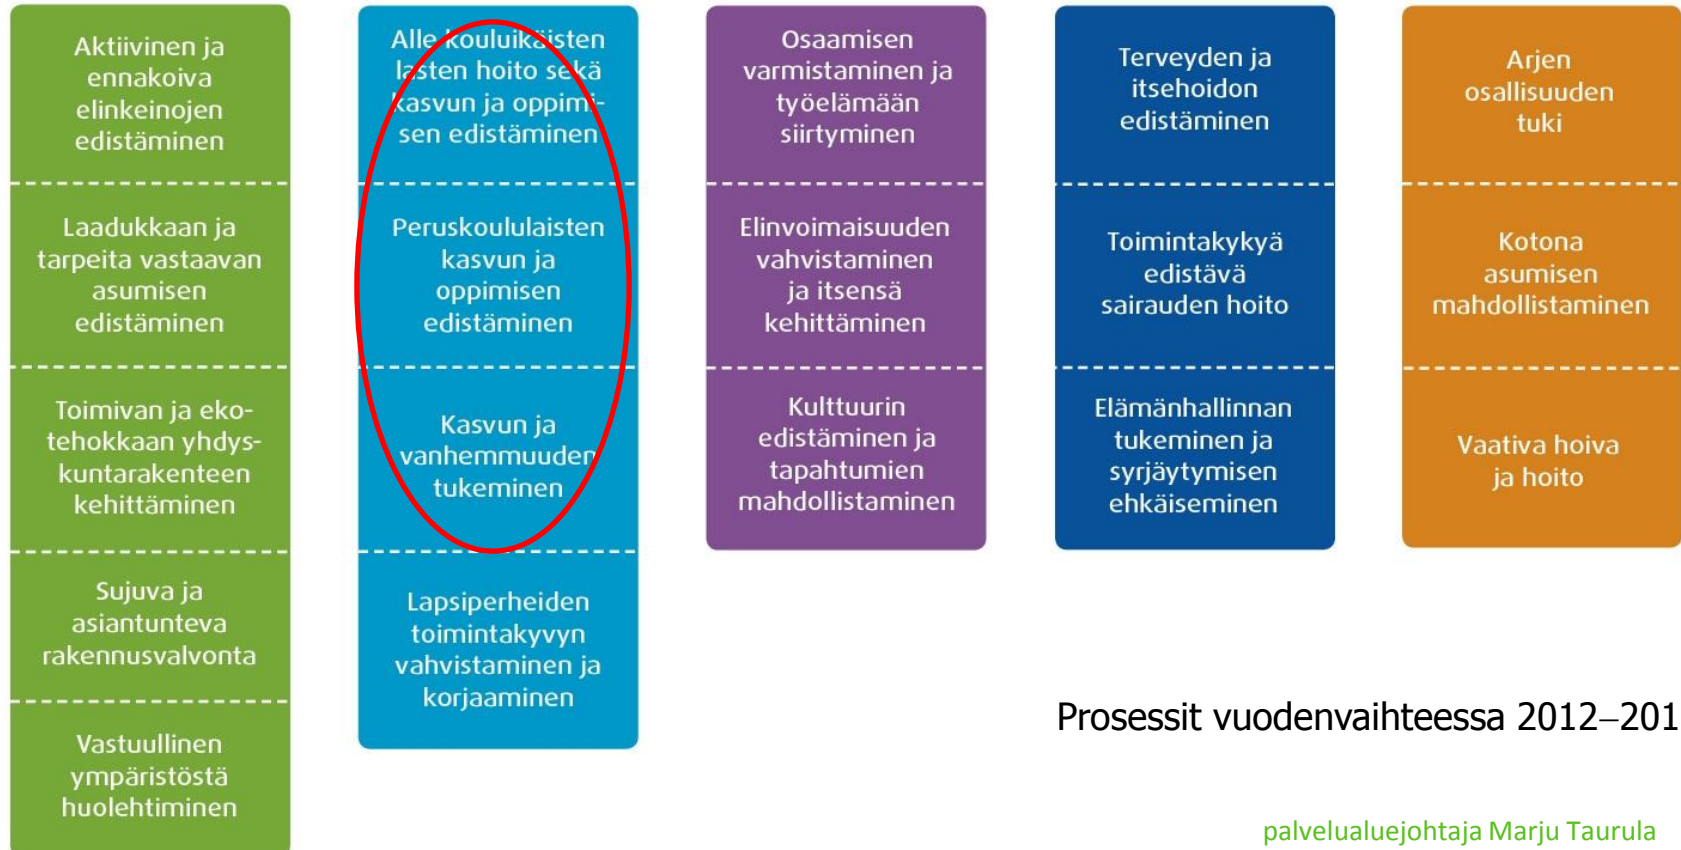 Aktiivinen ja
ennakoiva
elinkeinojen
edistäminen
Laadukkaan ja
tarpeita vastaavan
asumisen
edistäminen
Toimivan ja eko-
tehokkaan yhdys-
kuntarakenteen
kehittäminen
Sujuva ja
asiantunteva
rakennusvalvonta
Vastuullinen
ympäristöstä
huolehtiminen
Alle kouluikäisten
lasten hoito sekä
kasvun ja oppimi-
sen edistäminen
Peruskoululaisten
kasvun ja
oppimisen
edistäminen
Kasvun ja
vanhemmuuden
tukeminen
Lapsiperheiden
toimintakyvyn
vahvistaminen ja
korjaaminen
Osaamisen
varmistaminen ja
työelämään
siirtyminen
Elinvoimaisuuden
vahvistaminen
ja itsensä
kehittäminen
Kulttuurin
edistäminen ja
tapahtumien
mahdollistaminen
Terveyden ja
itsehoidon
edistäminen
Toimintakykyä
edistävä
sairauden hoito
Elämänhallinnan
tukeminen ja
syrjäytymisen
ehkäiseminen
Arjen
osallisuuden
tuki
Kotona
asumisen
mahdollistaminen
Vaativa hoiva
ja hoito
Prosessit vuodenvaihteessa 2012–201
palvelualuejohtaja Marju Taurula